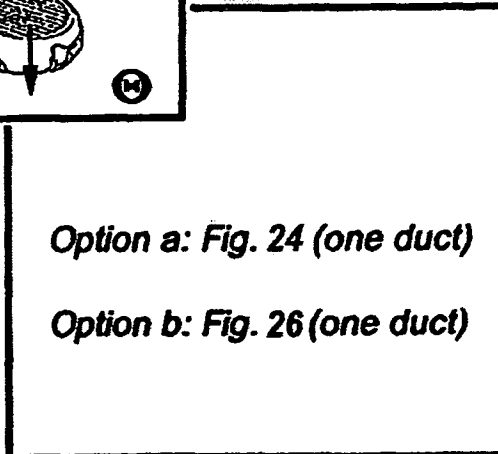 Option a: Fig. 24 (one duct)
Option b: Fig. 26 (one duct)